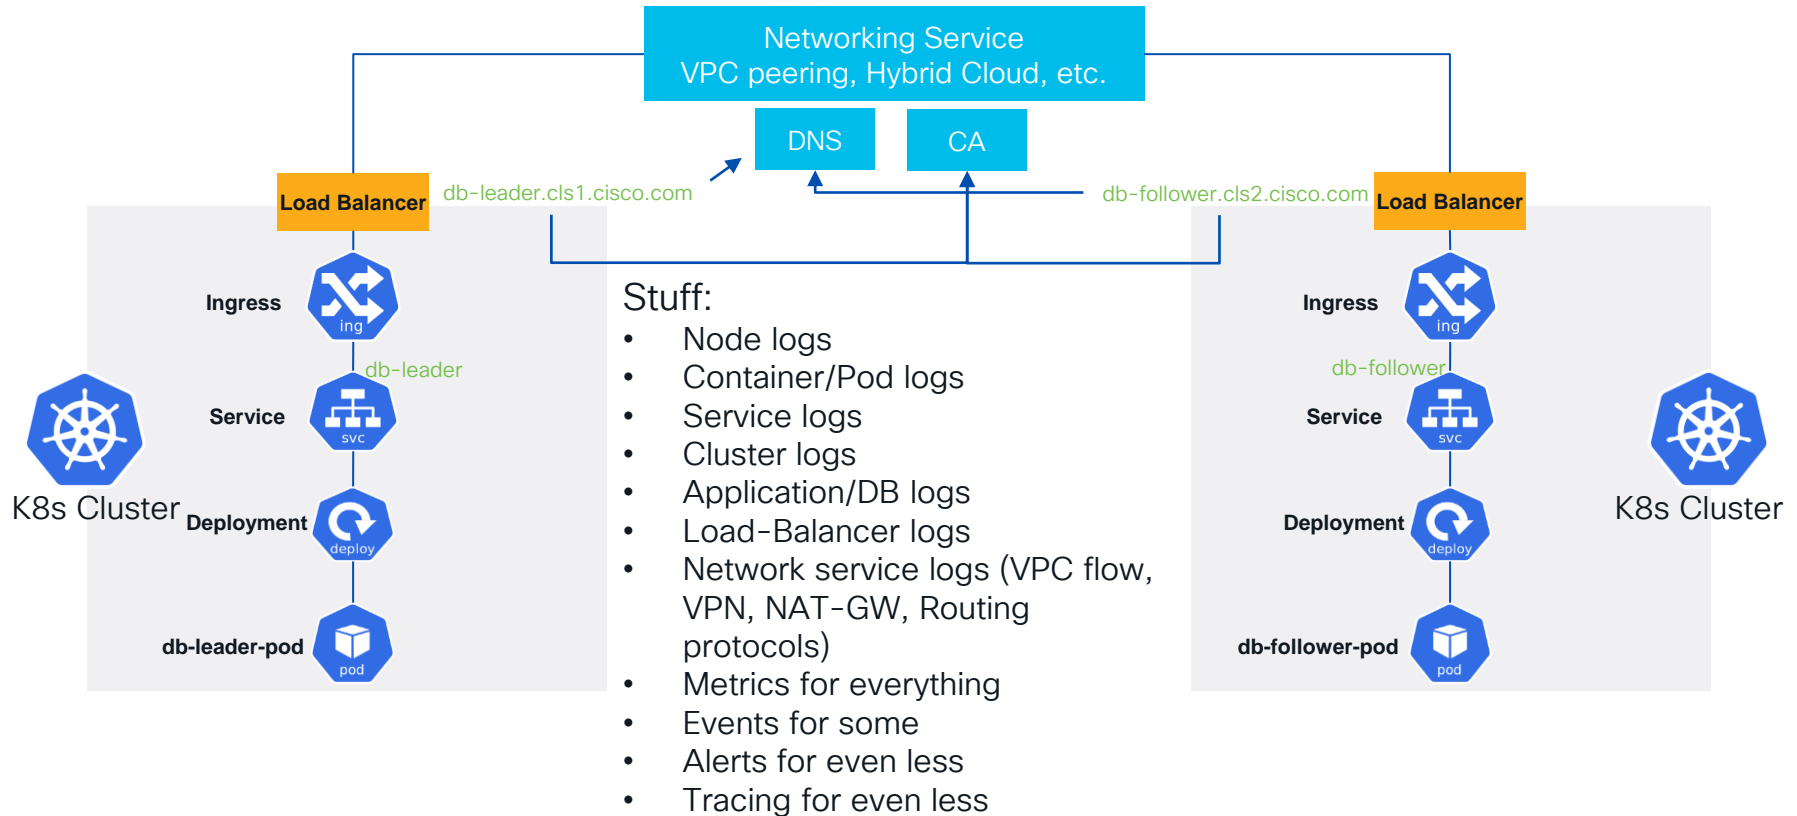 Networking Service
VPC peering, Hybrid Cloud, etc.
DNS
CA
Load Balancer
db-leader.cls1.cisco.com
db-follower.cls2.cisco.com
Load Balancer
Ingress
ing
db-leader
Service
svc
K8s Cluster
Deployment
deploy
db-leader-pod
pod
Stuff:
• Node logs
• Container/Pod logs
• Service logs
• Cluster logs
• Application/DB logs
• Load-Balancer logs
• Network service logs (VPC flow,
VPN, NAT-GW, Routing
protocols)
• Metrics for everything
• Events for some
• Alerts for even less
• Tracing for even less
Ingress
ing
db-follower
Service
svc
K8s Cluster
Deployment
deploy
db-follower-pod
pod